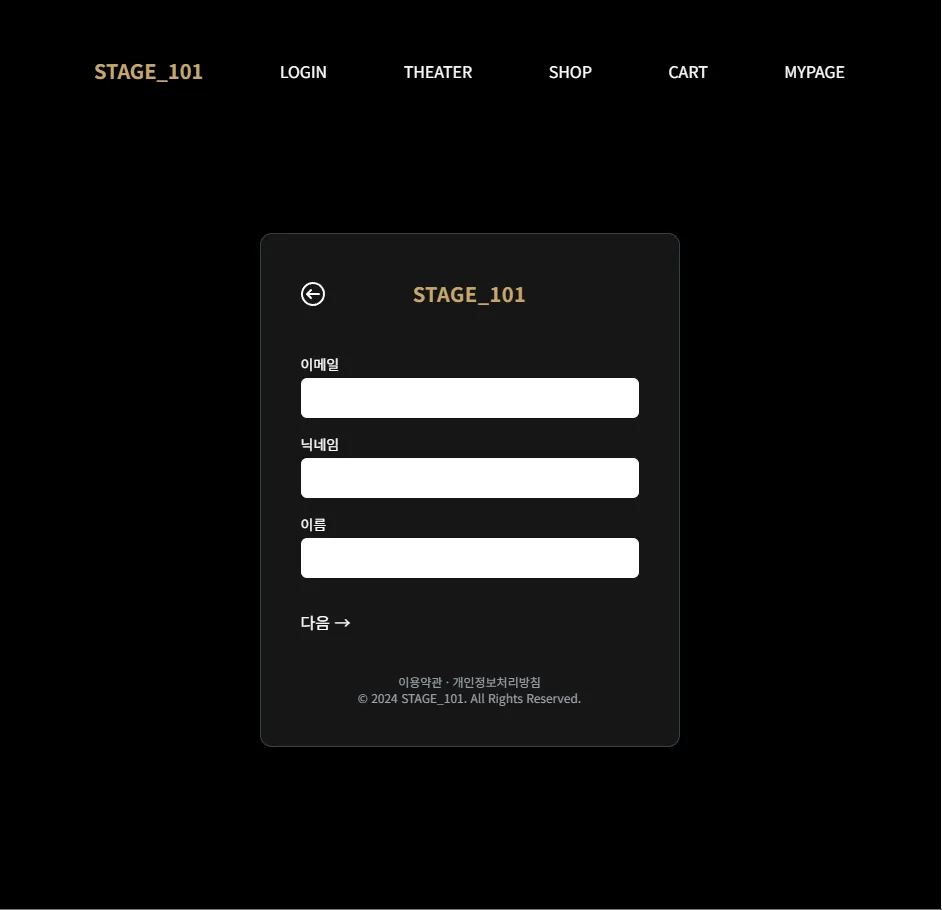 STAGE_101 LOGIN THEATER SHOP CART MYPAGE
STAGE_101
이메일
닉네임
이름
다음 →
이용약관 · 개인정보처리방침
© 2024 STAGE_101. All Rights Reserved.